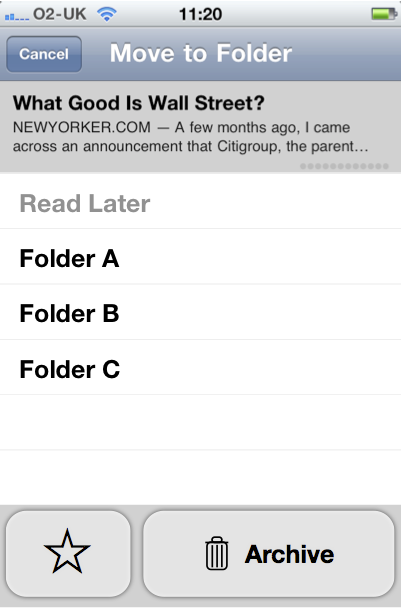 O2-UK 11:20
Cancel Move to Folder
What Good Is Wall Street?
NEWYORKER.COM — A few months ago, I came
across an announcement that Citigroup, the parent…
Read Later
Folder A
Folder B
Folder C
Archive